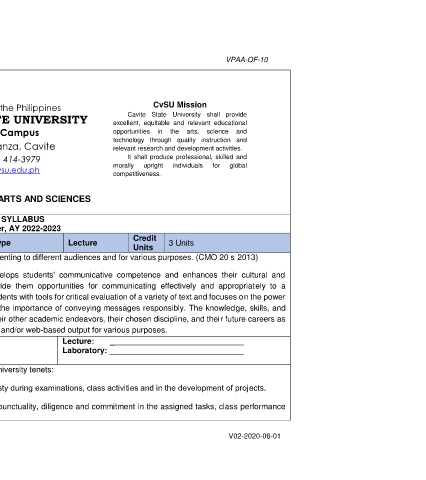 VPAA-QF-10
the Philippines
TE UNIVERSITY
Campus
anza, Cavite
414-3979
vsu.edu.ph
CvSU Mission
Cavite State University shall provide
excellent, equitable and relevant educational
opportunities in the arts, science and
technology through quality instruction and
relevant research and development activities.
It shall produce professional, skilled and
morally upright individuals for global
competitiveness.
ARTS AND SCIENCES
SYLLABUS
er, AY 2022-2023
ype Lecture Credit Units 3 Units
enting to different audiences and for various purposes. (CMO 20 s 2013)
elops students' communicative competence and enhances their cultural and
vide them opportunities for communicating effectively and appropriately to a
dents with tools for critical evaluation of a variety of text and focuses on the power
the importance of conveying messages responsibly. The knowledge, skills, and
eir other academic endeavors, their chosen discipline, and their future careers as
and/or web-based output for various purposes.
Lecture:
Laboratory:
niversity tenets:
sty during examinations, class activities and in the development of projects.
punctuality, diligence and commitment in the assigned tasks, class performance
V02-2020-06-01